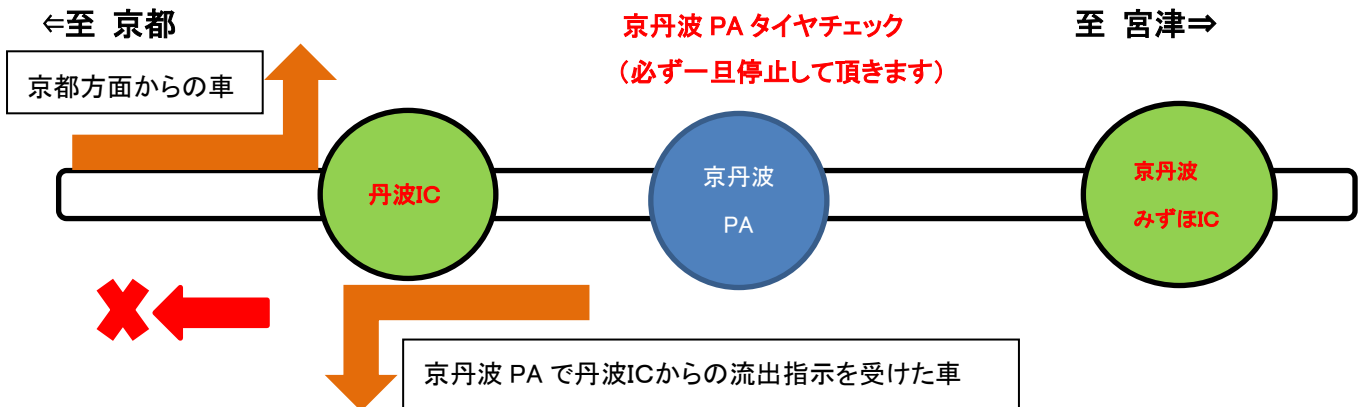 ⇐至 京都
京丹波 PA タイヤチェック
至 宮津⇒
(必ず一旦停止して頂きます)
京都方面からの車
丹波IC
京丹波
PA
京丹波
みずほIC
京丹波 PA で丹波ICからの流出指示を受けた車